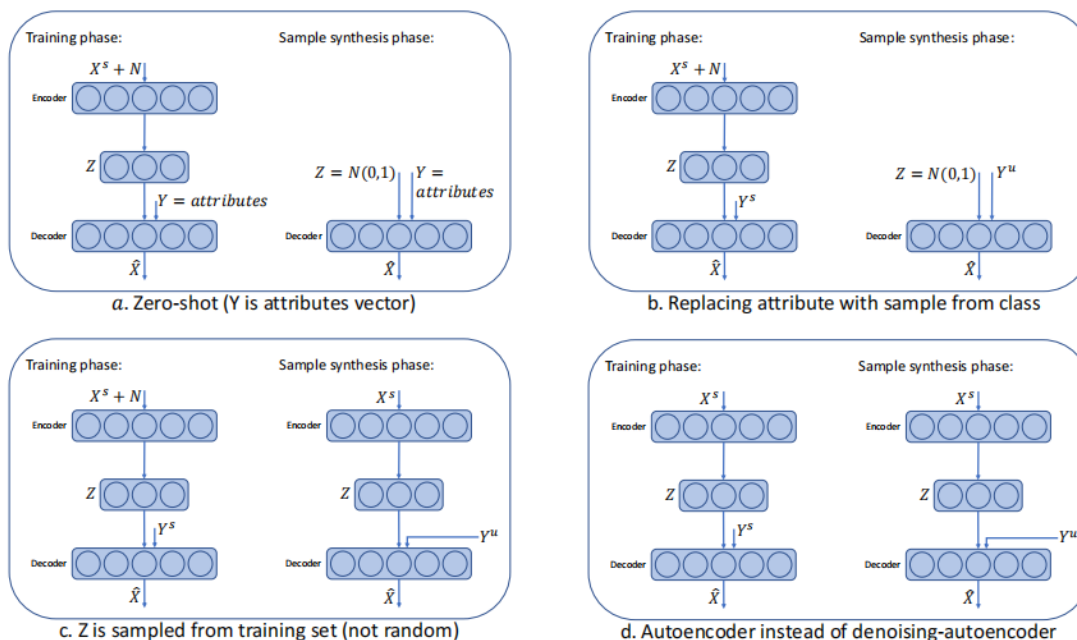 Training phase:
Sample synthesis phase:
X^s + N
Encoder
Z
Z = N(0,1)
Y =
attributes
Y = attributes
Decoder
Decoder
X̂
X̂
a. Zero-shot (Y is attributes vector)
Training phase:
Sample synthesis phase:
X^s + N
Encoder
Z
Z = N(0,1)
Y^u
Y^s
Decoder
Decoder
X̂
X̂
b. Replacing attribute with sample from class
Training phase:
Sample synthesis phase:
X^s + N
X^s
Encoder
Encoder
Z
Z
Y^s
Y^u
Decoder
Decoder
X̂
X̂
c. Z is sampled from training set (not random)
Training phase:
Sample synthesis phase:
X^s
X^s
Encoder
Encoder
Z
Z
Y^s
Y^u
Decoder
Decoder
X̂
X̂
d. Autoencoder instead of denoising-autoencoder